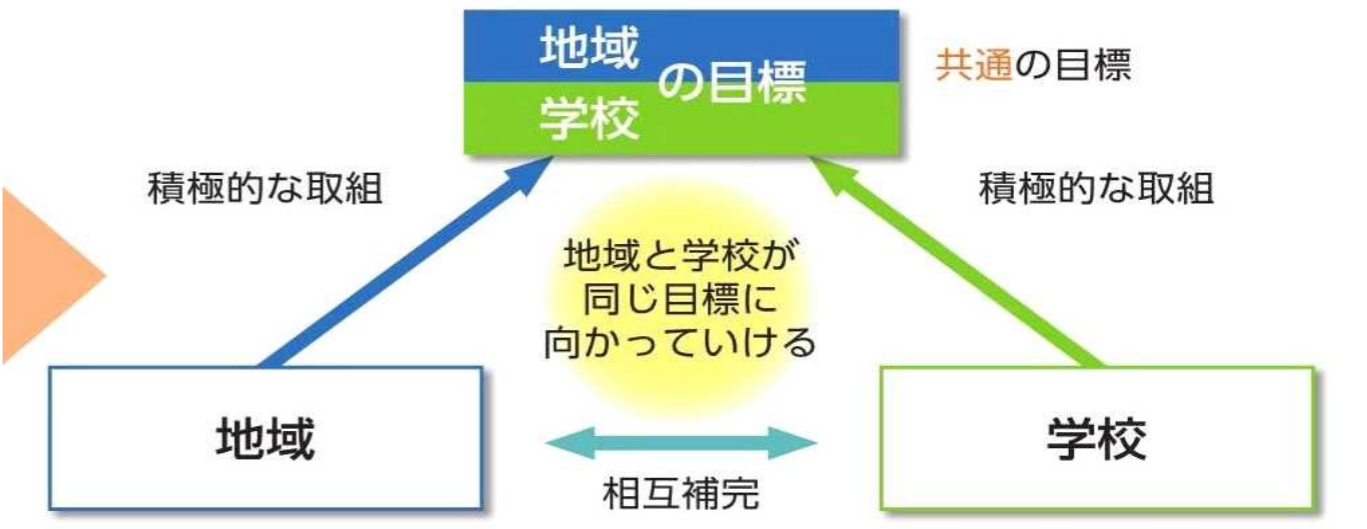 地域
学校
の目標
共通の目標
積極的な取組
積極的な取組
地域と学校が
同じ目標に
向かっていける
地域
学校
相互補完